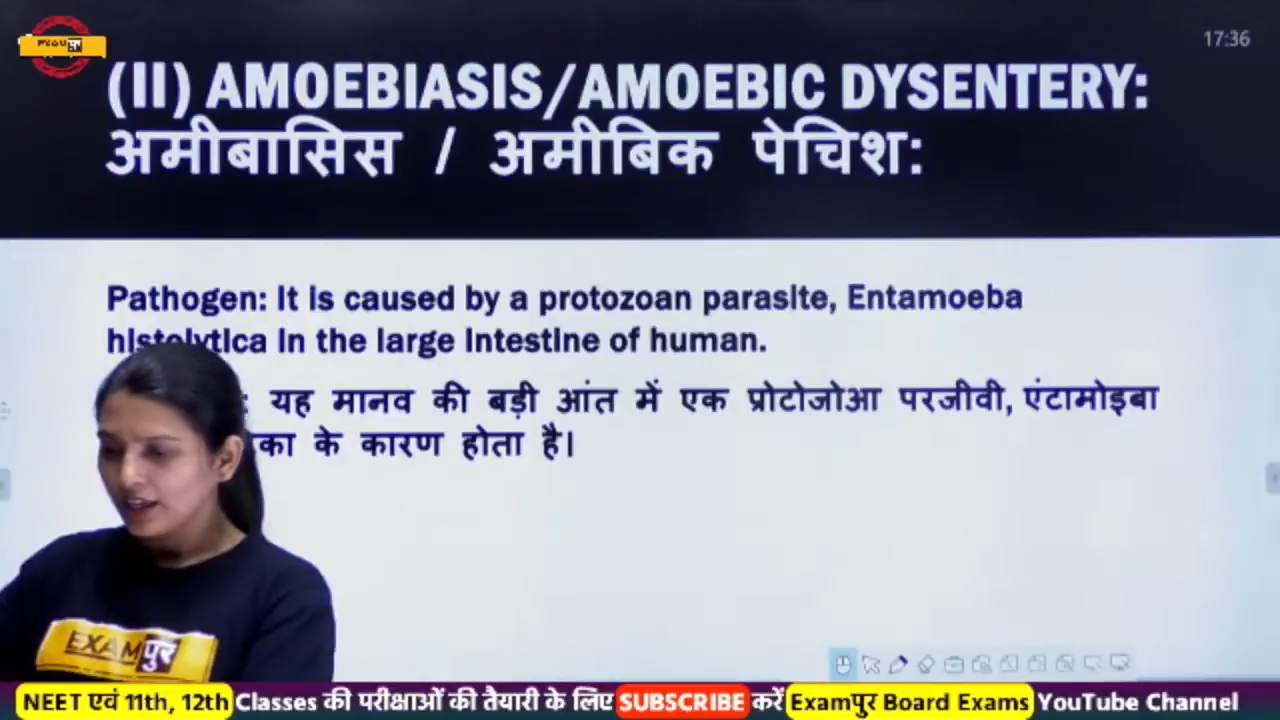 EXAMपुर
17:36
(II) AMOEBIASIS/AMOEBIC DYSENTERY:
अमीबासिस / अमीबिक पेचिश:
Pathogen: It is caused by a protozoan parasite, Entamoeba
histolytica in the large intestine of human.
: यह मानव की बड़ी आंत में एक प्रोटोजोआ परजीवी, एंटामोइबा
का के कारण होता है।
EXAMपुर
NEET एवं 11th, 12th Classes की परीक्षाओं की तैयारी के लिए SUBSCRIBE करें Examपुर Board Exams YouTube Channel